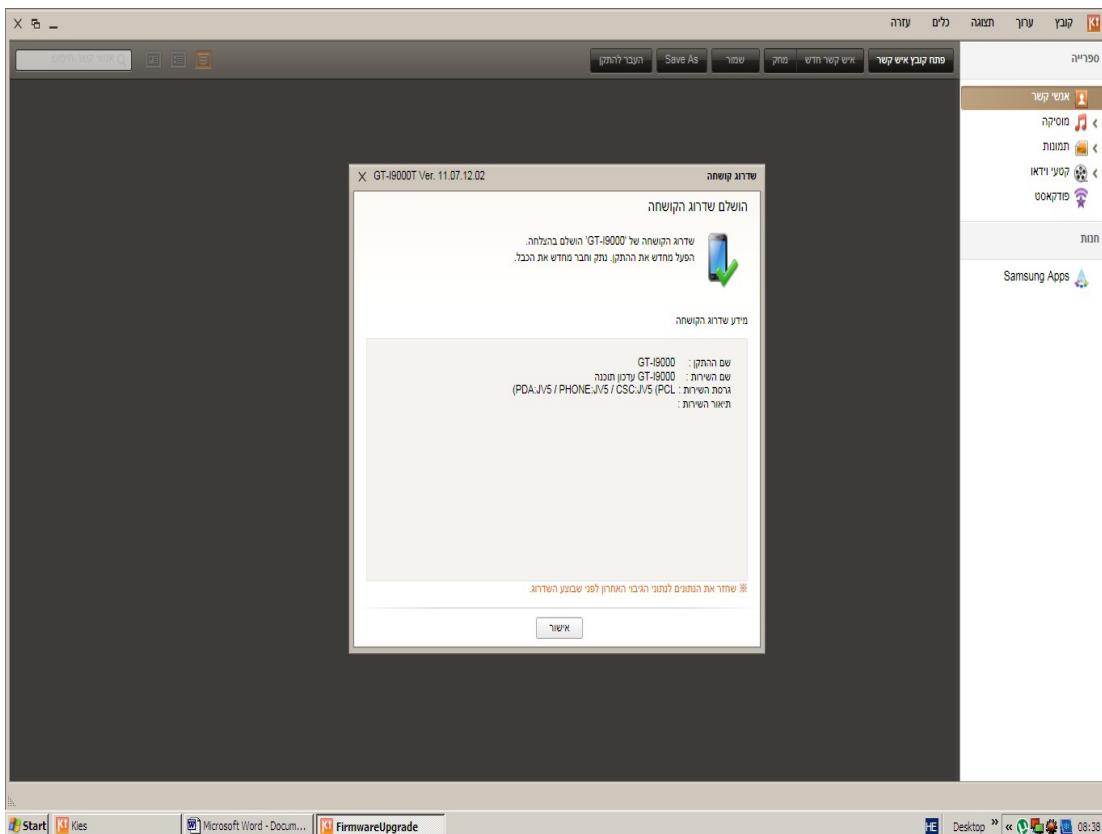 קובץ ערוך תצוגה כלים עזרה
ספרייה
פתח קובץ איש קשר איש קשר חדש מחק שמור Save As העבר להתקן
אנשי קשר
מוסיקה
תמונות
קטעי וידאו
פודקאסט
חנות
Samsung Apps
שדרוג קושחה GT-I9000T Ver. 11.07.12.02
הושלם שדרוג הקושחה
שדרוג הקושחה של 'GT-I9000' הושלם בהצלחה.
הפעל מחדש את ההתקן. נתק וחבר מחדש את הכבל.
מידע שדרוג הקושחה
שם ההתקן : GT-I9000
שם השירות : GT-I9000 עדכון תוכנה
גרסת השירות : PDA:JV5 / PHONE:JV5 / CSC:JV5 (PCL)
תיאור השירות :
※ שחזר את הנתונים לנתוני הגיבוי האחרון לפני שבוצע השדרוג.
אישור
Start Kies Microsoft Word - Docum... FirmwareUpgrade HE Desktop » « 08:38